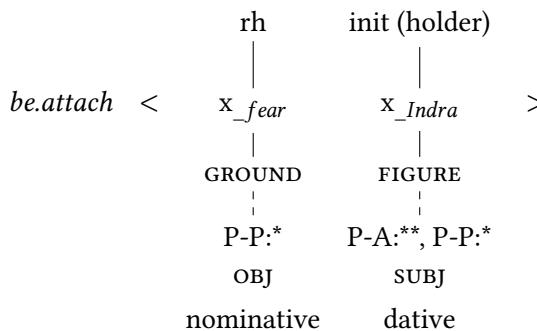 rh init (holder)
be.attach < x_fear x_Indra >
GROUND FIGURE
P-P:* P-A:**, P-P:*
OBJ SUBJ
nominative dative